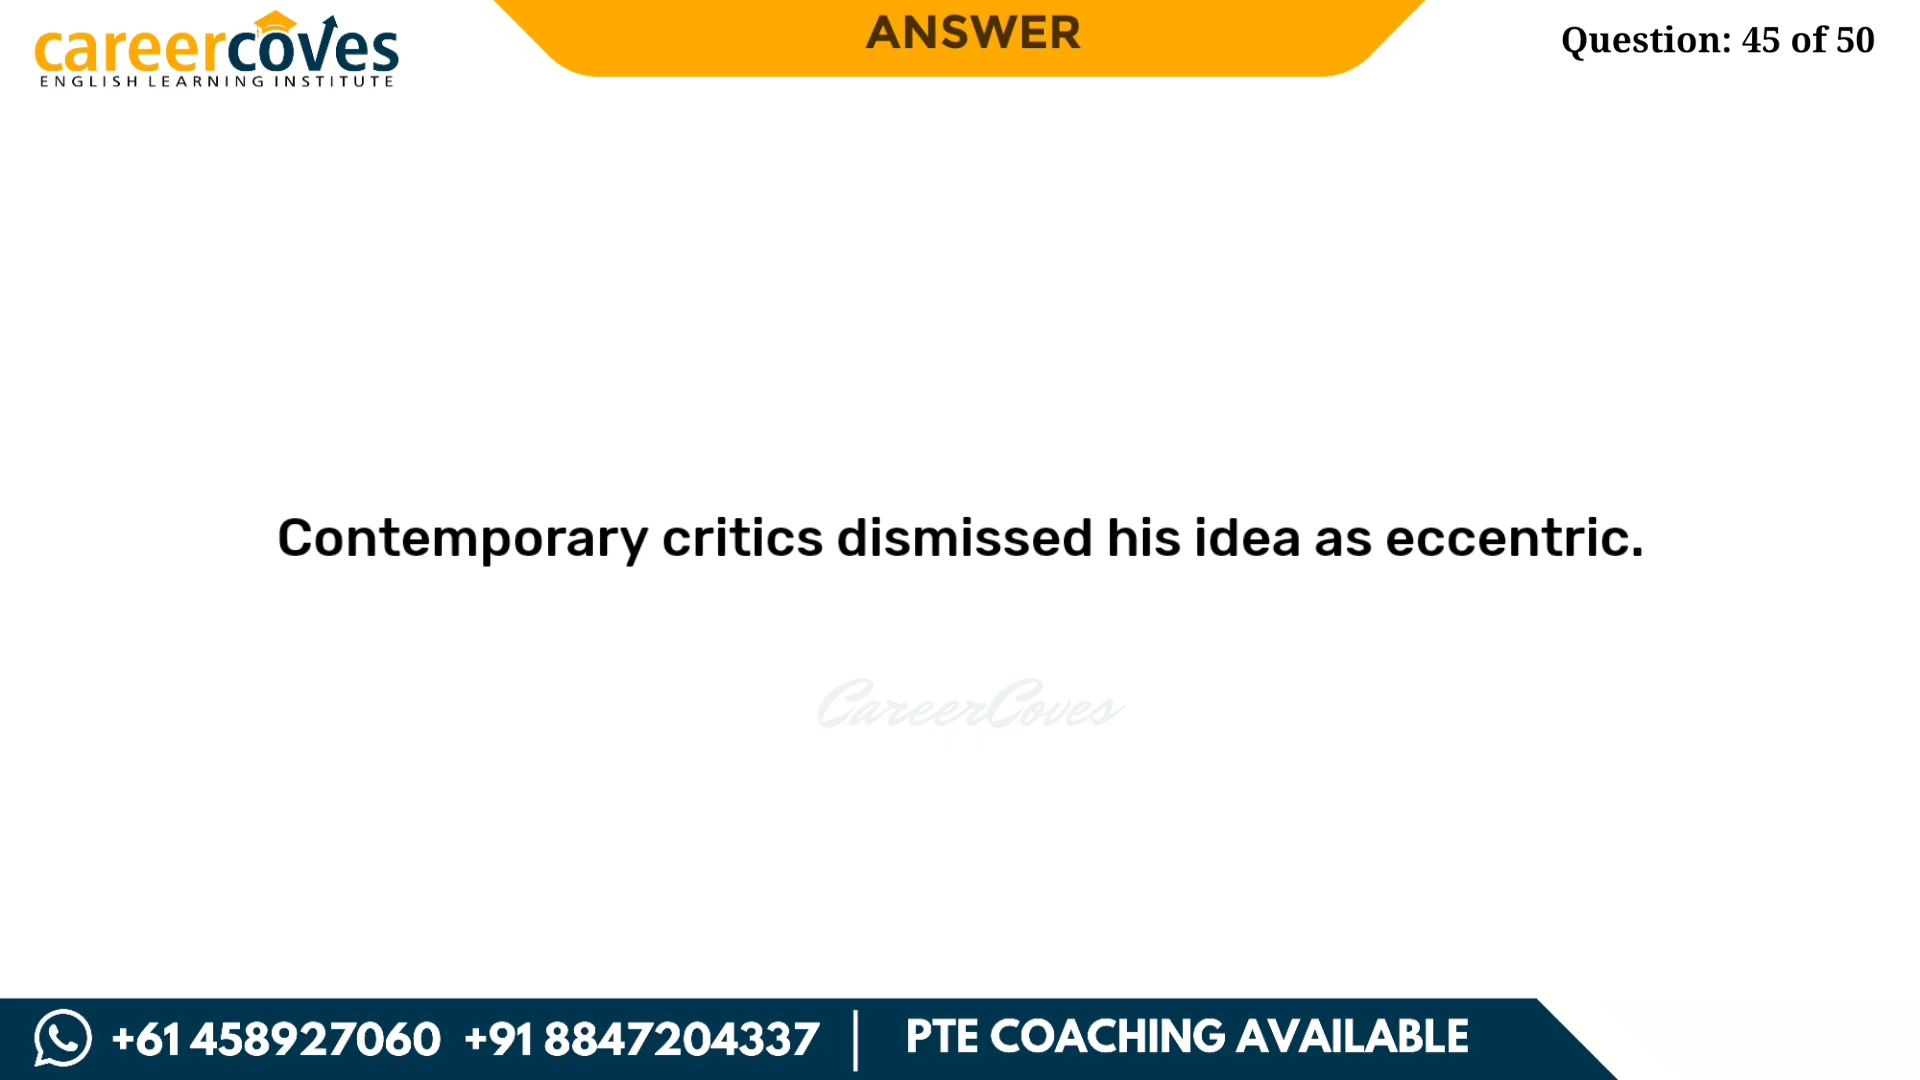 careercoves
ENGLISH LEARNING INSTITUTE
ANSWER
Question: 45 of 50
Contemporary critics dismissed his idea as eccentric.
CareerCoves
+61 458927060 +91 8847204337 | PTE COACHING AVAILABLE